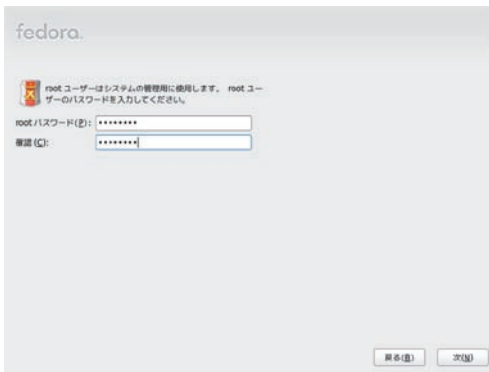 fedora.
root ユーザーはシステムの管理用に使用します。 root ユー
ザーのパスワードを入力してください。
root パスワード(P): ••••••••
確認 (C): ••••••••
戻る(B) 次(N)